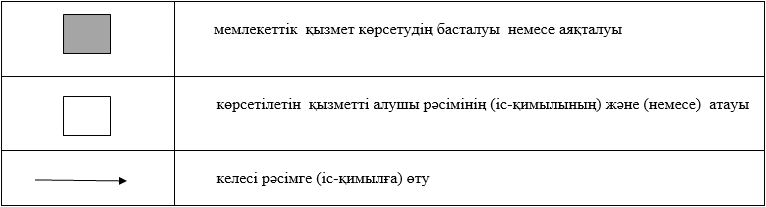 мемлекеттік қызмет көрсетудің басталуы немесе аяқталуы
көрсетілетін қызметті алушы рәсімінің (іс-қимылының) және (немесе) атауы
келесі рәсімге (іс-қимылға) өту